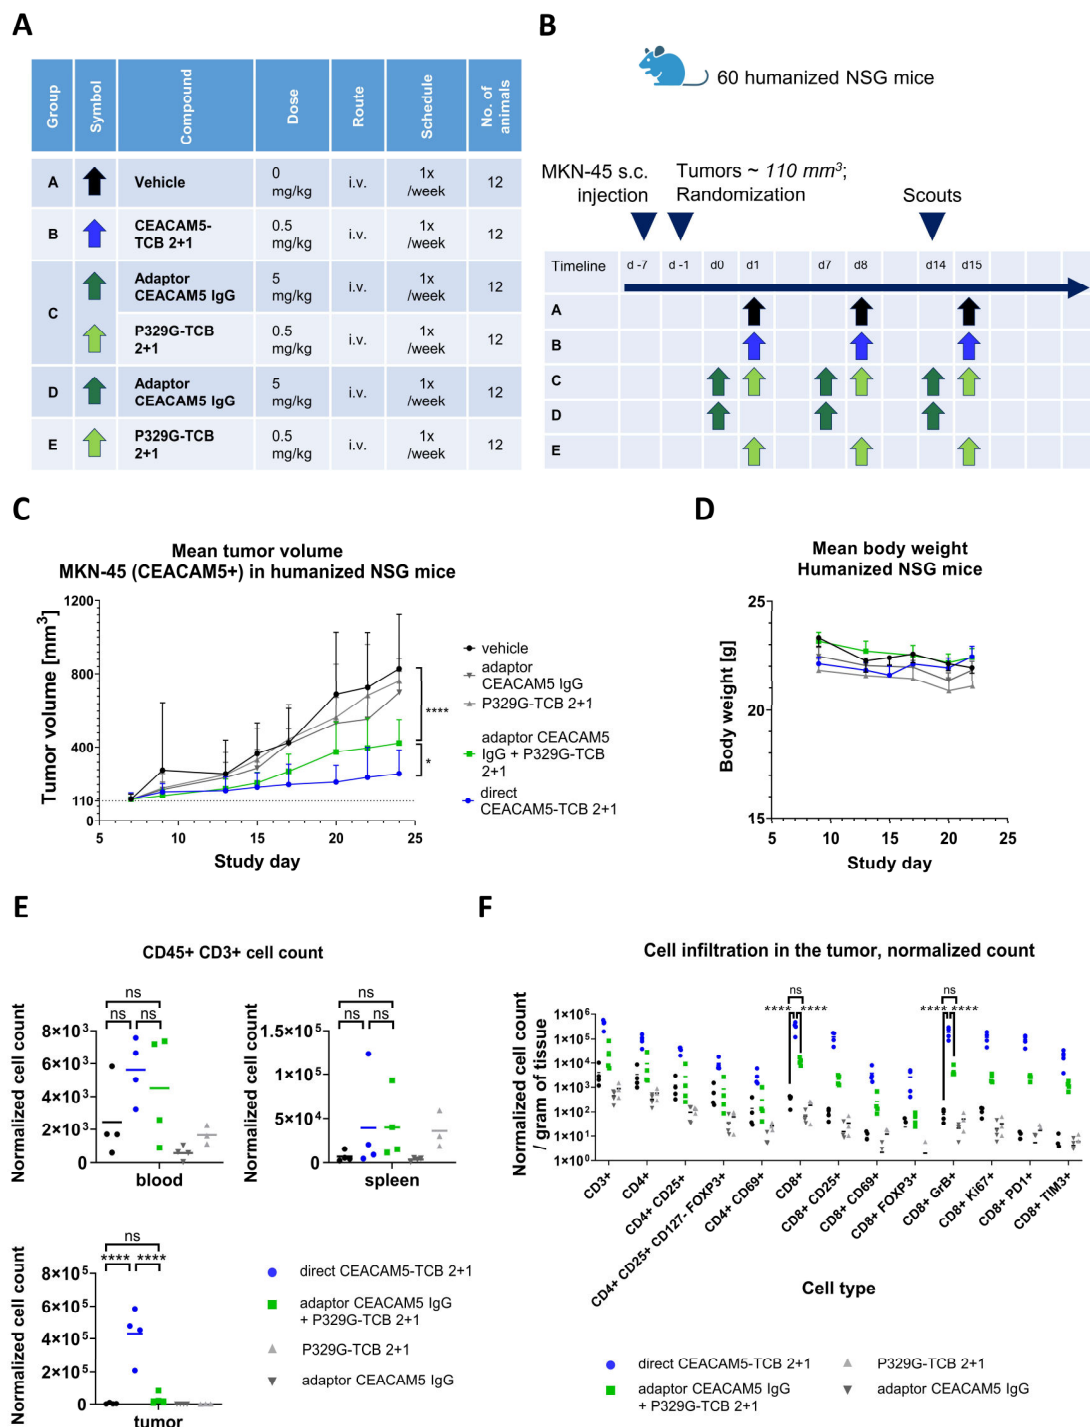 A
Group
Symbol
Compound
Dose
Route
Schedule
No. of
animals
A
Vehicle
0
mg/kg
i.v.
1x
/week
12
B
CEACAM5-
TCB 2+1
0.5
mg/kg
i.v.
1x
/week
12
C
Adaptor
CEACAM5 IgG
5
mg/kg
i.v.
1x
/week
12
P329G-TCB
2+1
0.5
mg/kg
i.v.
1x
/week
12
D
Adaptor
CEACAM5 IgG
5
mg/kg
i.v.
1x
/week
12
E
P329G-TCB
2+1
0.5
mg/kg
i.v.
1x
/week
12
B
60 humanized NSG mice
MKN-45 s.c.
injection
Tumors ~ 110 mm³;
Randomization
Scouts
Timeline
d -7
d -1
d0
d1
d7
d8
d14
d15
A
B
C
D
E
C
Mean tumor volume
MKN-45 (CEACAM5+) in humanized NSG mice
Tumor volume [mm³]
1200
800
400
110
0
5
10
15
20
25
Study day
vehicle
adaptor
CEACAM5 IgG
P329G-TCB 2+1
adaptor CEACAM5
IgG + P329G-TCB
2+1
direct
CEACAM5-TCB 2+1
****
*
D
Mean body weight
Humanized NSG mice
Body weight [g]
25
20
15
5
10
15
20
25
Study day
E
CD45+ CD3+ cell count
Normalized cell count
8×10³
6×10³
4×10³
2×10³
0
ns
ns
ns
blood
Normalized cell count
1.5×10⁵
1×10⁵
5×10⁴
0
ns
ns
ns
spleen
Normalized cell count
8×10⁵
6×10⁵
4×10⁵
2×10⁵
0
ns
****
****
tumor
direct CEACAM5-TCB 2+1
adaptor CEACAM5 IgG
+ P329G-TCB 2+1
P329G-TCB 2+1
adaptor CEACAM5 IgG
F
Cell infiltration in the tumor, normalized count
Normalized cell count
/ gram of tissue
1×10⁶
1×10⁵
1×10⁴
1×10³
1×10²
1×10¹
1×10⁰
ns
****
****
ns
****
****
CD3+
CD4+
CD4+ CD25+
CD4+ CD25+ CD127- FOXP3+
CD4+ CD69+
CD8+
CD8+ CD25+
CD8+ CD69+
CD8+ FOXP3+
CD8+ GrB+
CD8+ Ki67+
CD8+ PD1+
CD8+ TIM3+
Cell type
direct CEACAM5-TCB 2+1
adaptor CEACAM5 IgG
+ P329G-TCB 2+1
P329G-TCB 2+1
adaptor CEACAM5 IgG